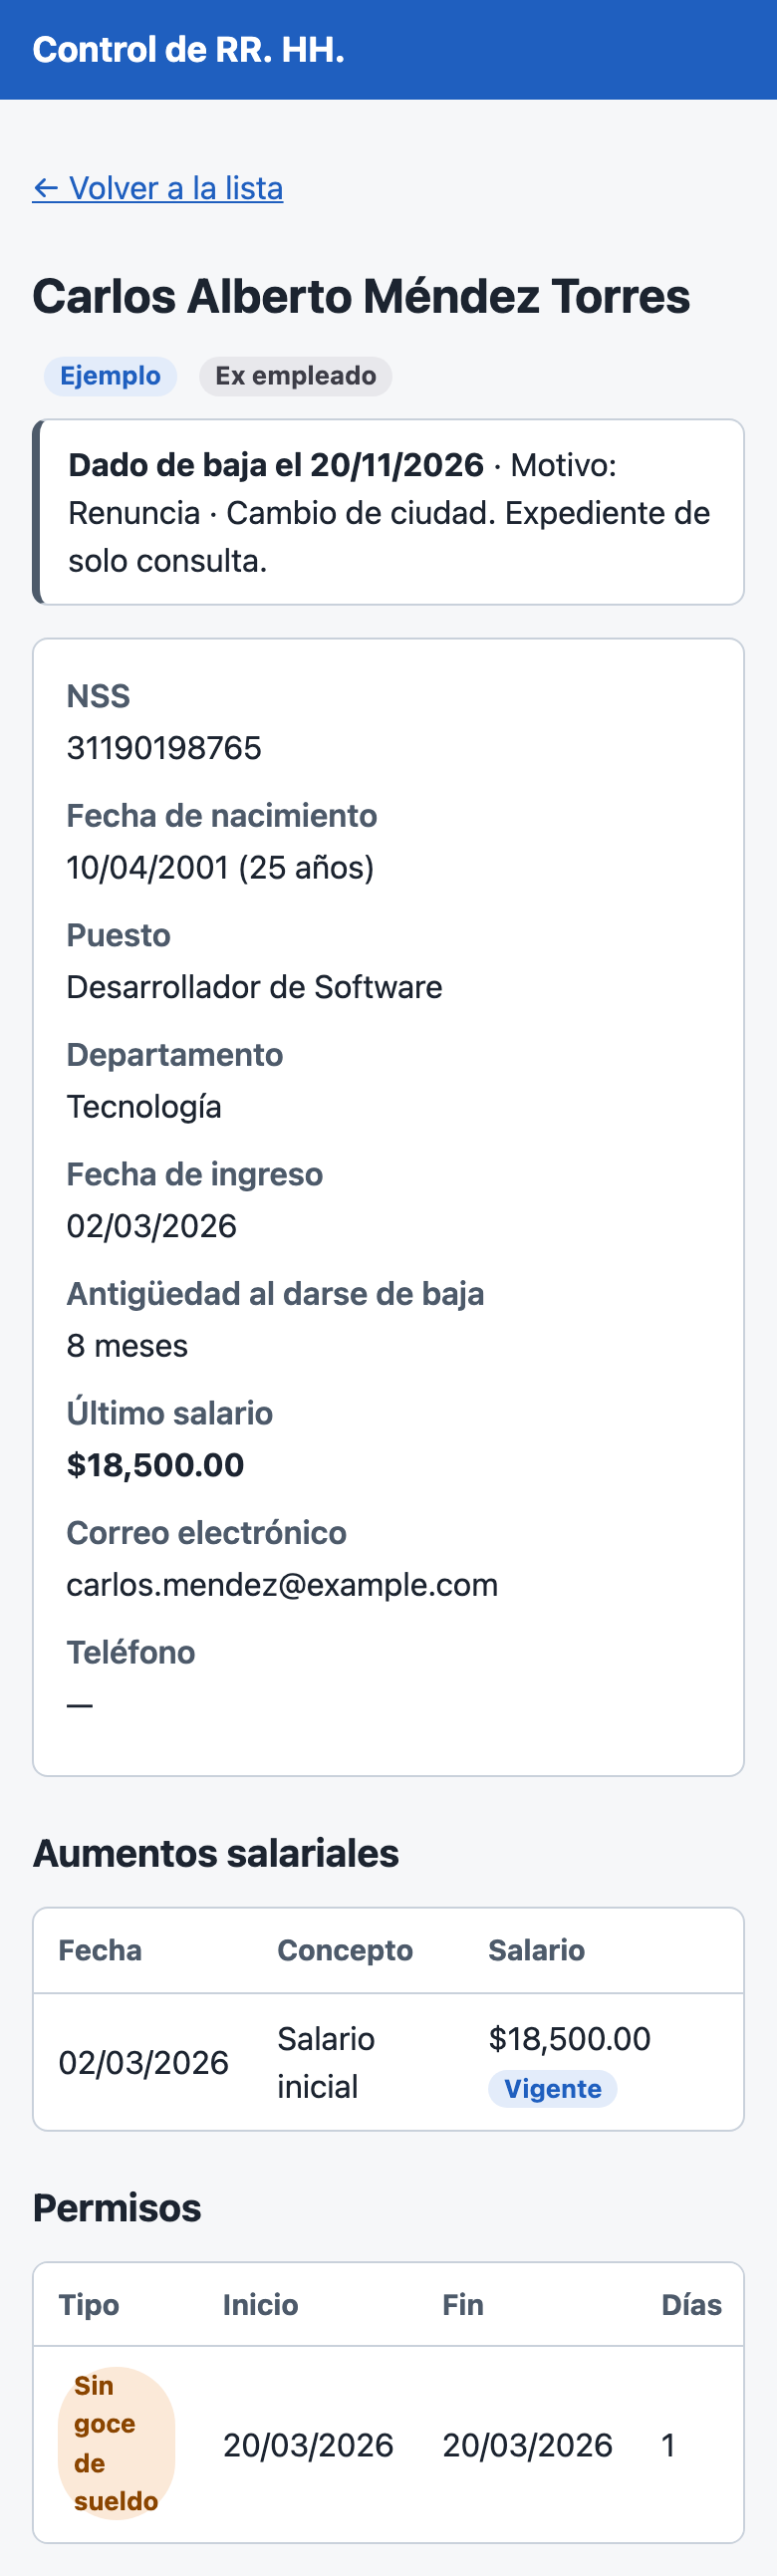 Control de RR. HH.
← Volver a la lista
Carlos Alberto Méndez Torres
Ejemplo Ex empleado
Dado de baja el 20/11/2026 · Motivo:
Renuncia · Cambio de ciudad. Expediente de
solo consulta.
NSS
31190198765
Fecha de nacimiento
10/04/2001 (25 años)
Puesto
Desarrollador de Software
Departamento
Tecnología
Fecha de ingreso
02/03/2026
Antigüedad al darse de baja
8 meses
Último salario
$18,500.00
Correo electrónico
carlos.mendez@example.com
Teléfono
—
Aumentos salariales
Fecha Concepto Salario
02/03/2026 Salario inicial $18,500.00 Vigente
Permisos
Tipo Inicio Fin Días
Sin goce de sueldo 20/03/2026 20/03/2026 1